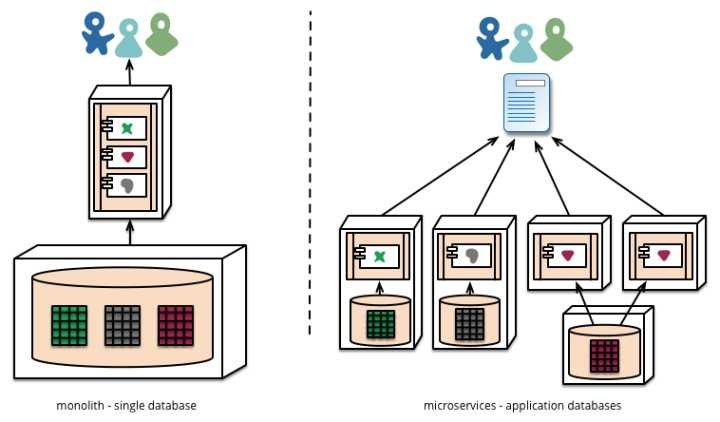 monolith - single database
microservices - application databases